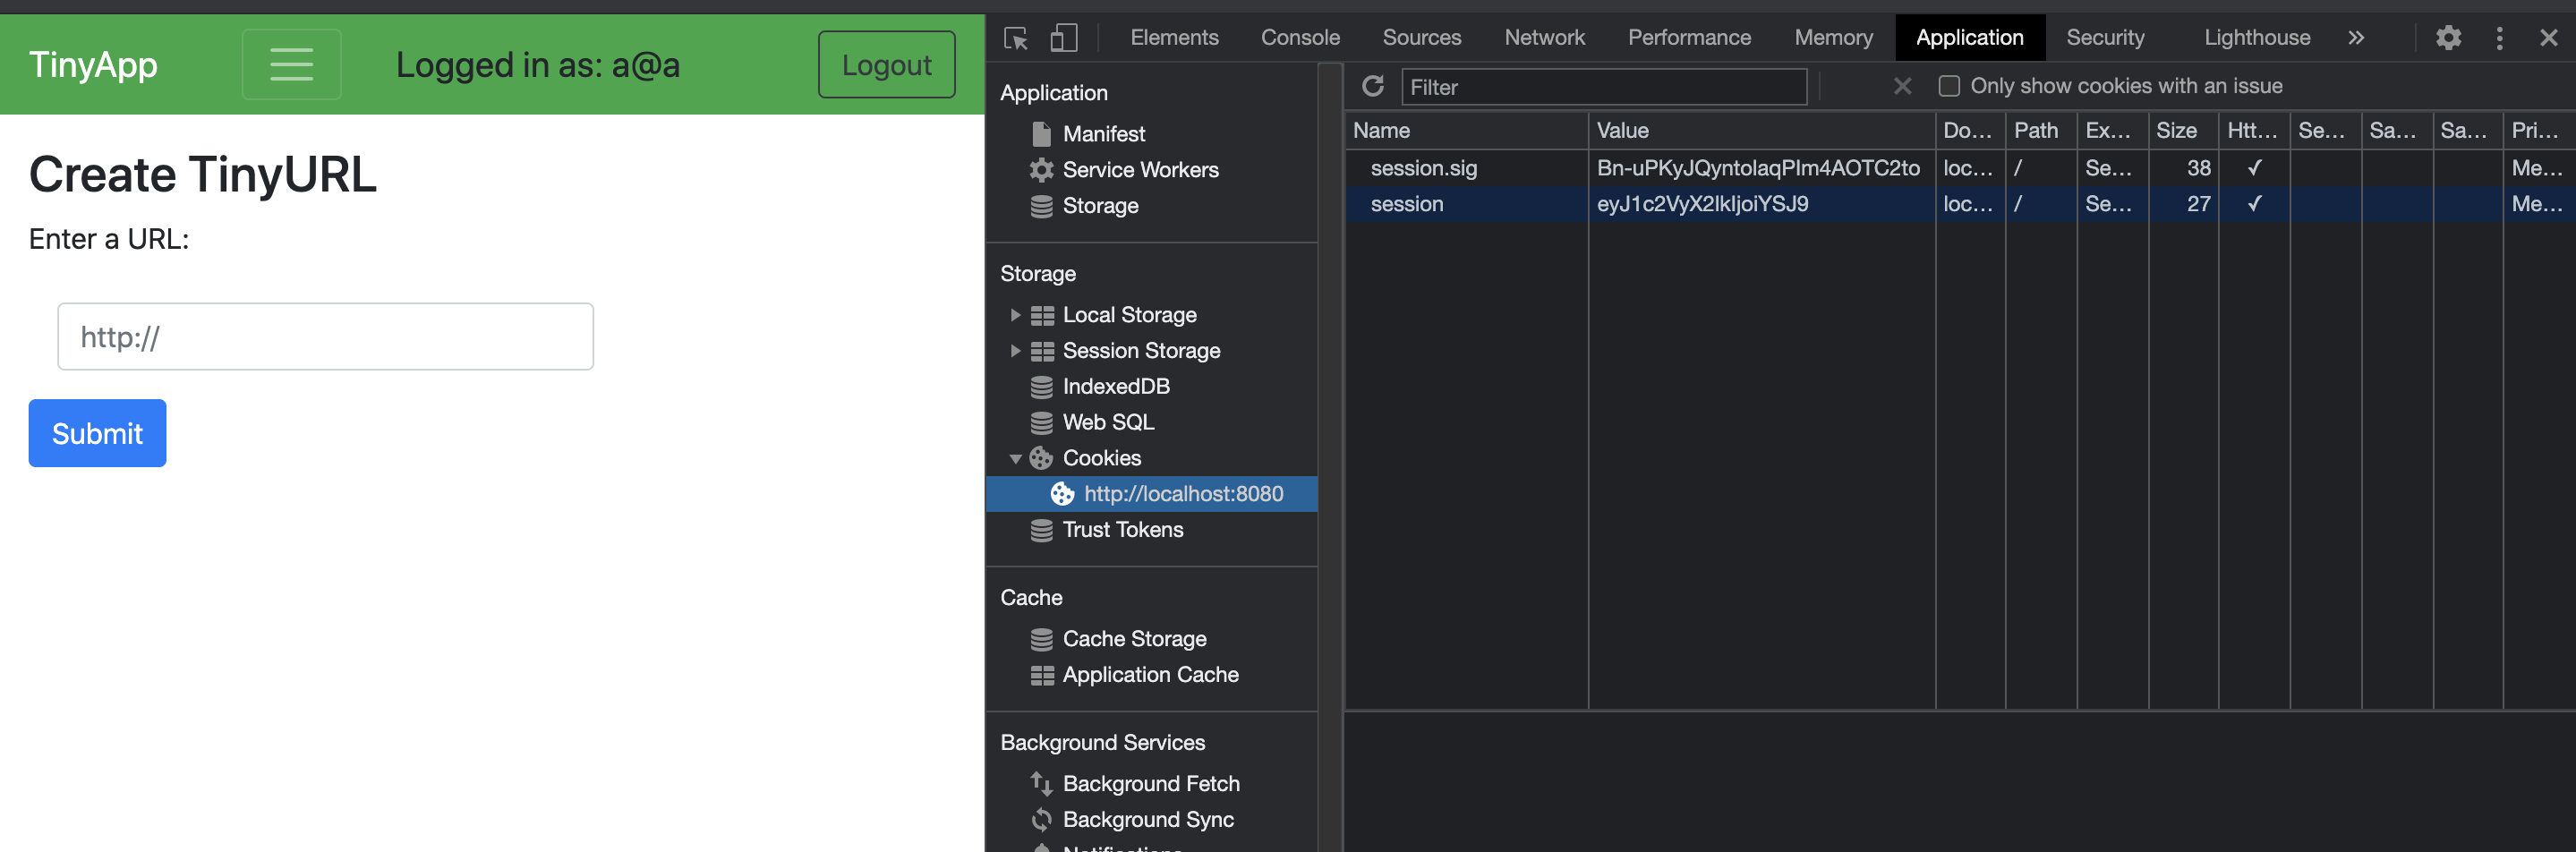 TinyApp
Logged in as: a@a
Logout
Create TinyURL
Enter a URL:
http://
Submit
Elements Console Sources Network Performance Memory Application Security Lighthouse »
Application
Manifest
Service Workers
Storage
Storage
Local Storage
Session Storage
IndexedDB
Web SQL
Cookies
http://localhost:8080
Trust Tokens
Cache
Cache Storage
Application Cache
Background Services
Background Fetch
Background Sync
Notifications
Filter
Only show cookies with an issue
Name Value Do... Path Ex... Size Htt... Se... Sa... Sa... Pri...
session.sig Bn-uPKyJQyntolaqPIm4AOTC2to loc... / Se... 38 ✓ Me...
session eyJ1c2VyX2lkIjoiYSJ9 loc... / Se... 27 ✓ Me...